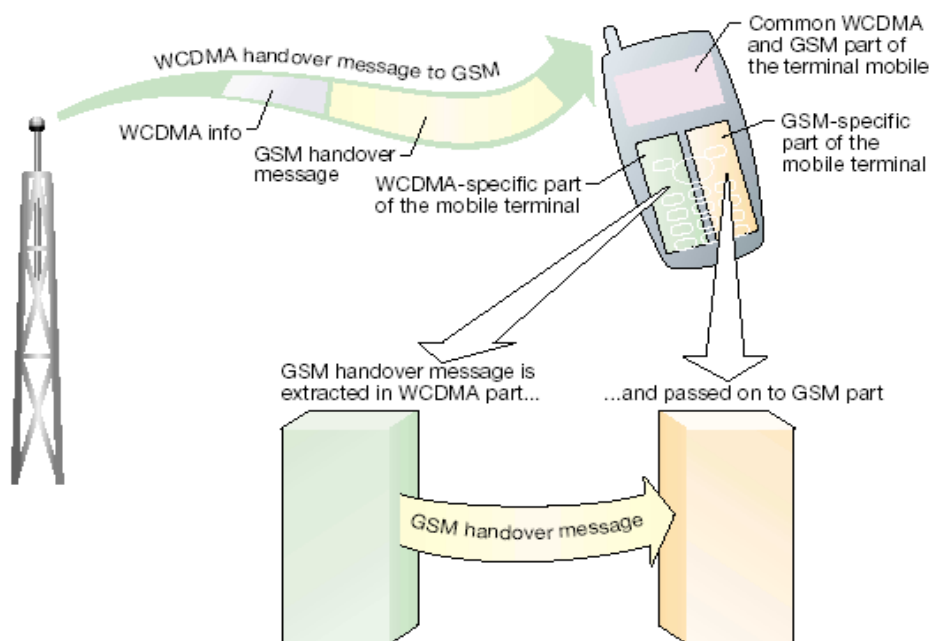 Common WCDMA
and GSM part of
the terminal mobile
WCDMA handover message to GSM
WCDMA info
GSM handover
message
GSM-specific
part of the
mobile terminal
WCDMA-specific part
of the mobile terminal
GSM handover message is
extracted in WCDMA part...
...and passed on to GSM part
GSM handover message